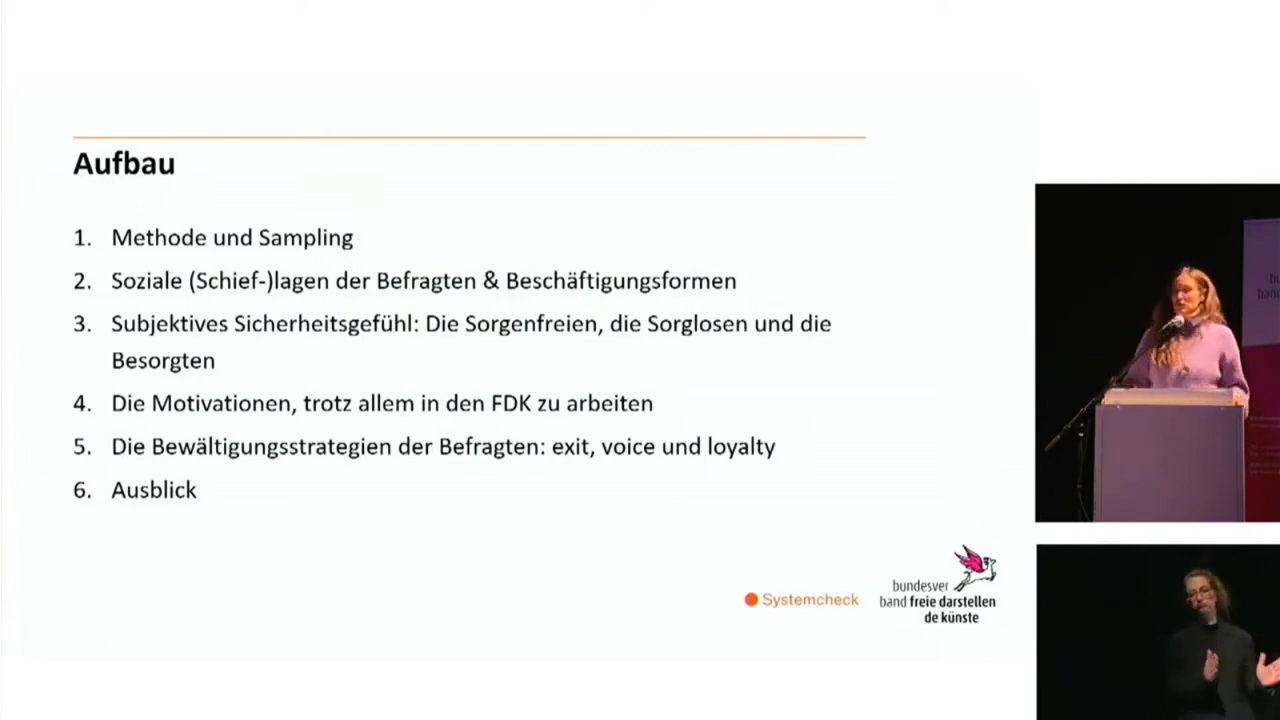 Aufbau
1. Methode und Sampling
2. Soziale (Schief-)lagen der Befragten & Beschäftigungsformen
3. Subjektives Sicherheitsgefühl: Die Sorgenfreien, die Sorglosen und die
Besorgten
4. Die Motivationen, trotz allem in den FDK zu arbeiten
5. Die Bewältigungsstrategien der Befragten: exit, voice und loyalty
6. Ausblick
Systemcheck
bundesver
band freie darstellen
de künste